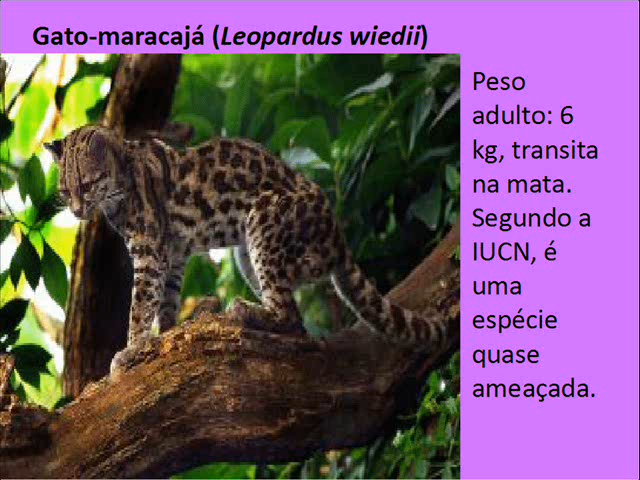 Gato-maracajá (Leopardus wiedii)
Peso
adulto: 6
kg, transita
na mata.
Segundo a
IUCN, é
uma
espécie
quase
ameaçada.